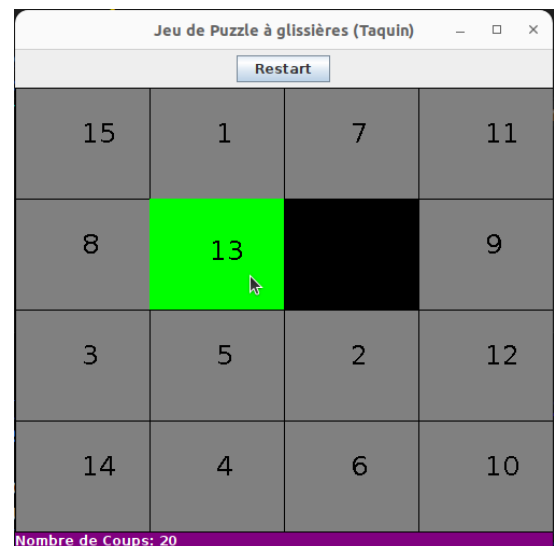 Jeu de Puzzle à glissières (Taquin)
Restart
15 1 7 11
8 13 9
3 5 2 12
14 4 6 10
Nombre de Coups: 20